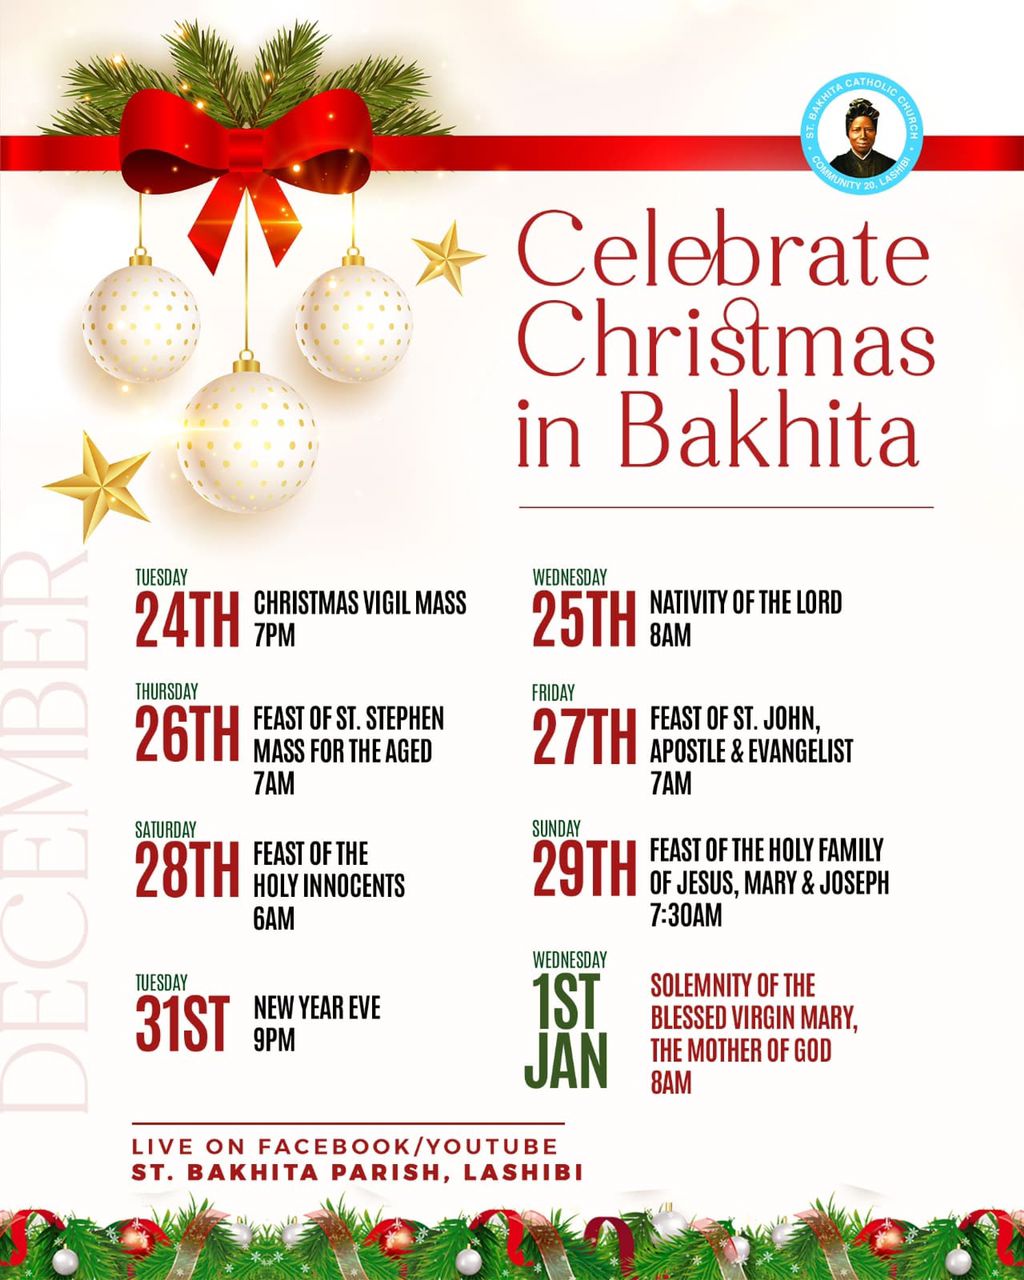 ST. BAKHITA CATHOLIC CHURCH
COMMUNITY 20, LASHIBI
Celebrate
Christmas
in Bakhita
DECEMBER
TUESDAY
24TH
CHRISTMAS VIGIL MASS
7PM
WEDNESDAY
25TH
NATIVITY OF THE LORD
8AM
THURSDAY
26TH
FEAST OF ST. STEPHEN
MASS FOR THE AGED
7AM
FRIDAY
27TH
FEAST OF ST. JOHN,
APOSTLE & EVANGELIST
7AM
SATURDAY
28TH
FEAST OF THE
HOLY INNOCENTS
6AM
SUNDAY
29TH
FEAST OF THE HOLY FAMILY
OF JESUS, MARY & JOSEPH
7:30AM
TUESDAY
31ST
NEW YEAR EVE
9PM
WEDNESDAY
1ST
JAN
SOLEMNITY OF THE
BLESSED VIRGIN MARY,
THE MOTHER OF GOD
8AM
LIVE ON FACEBOOK/YOUTUBE
ST. BAKHITA PARISH, LASHIBI